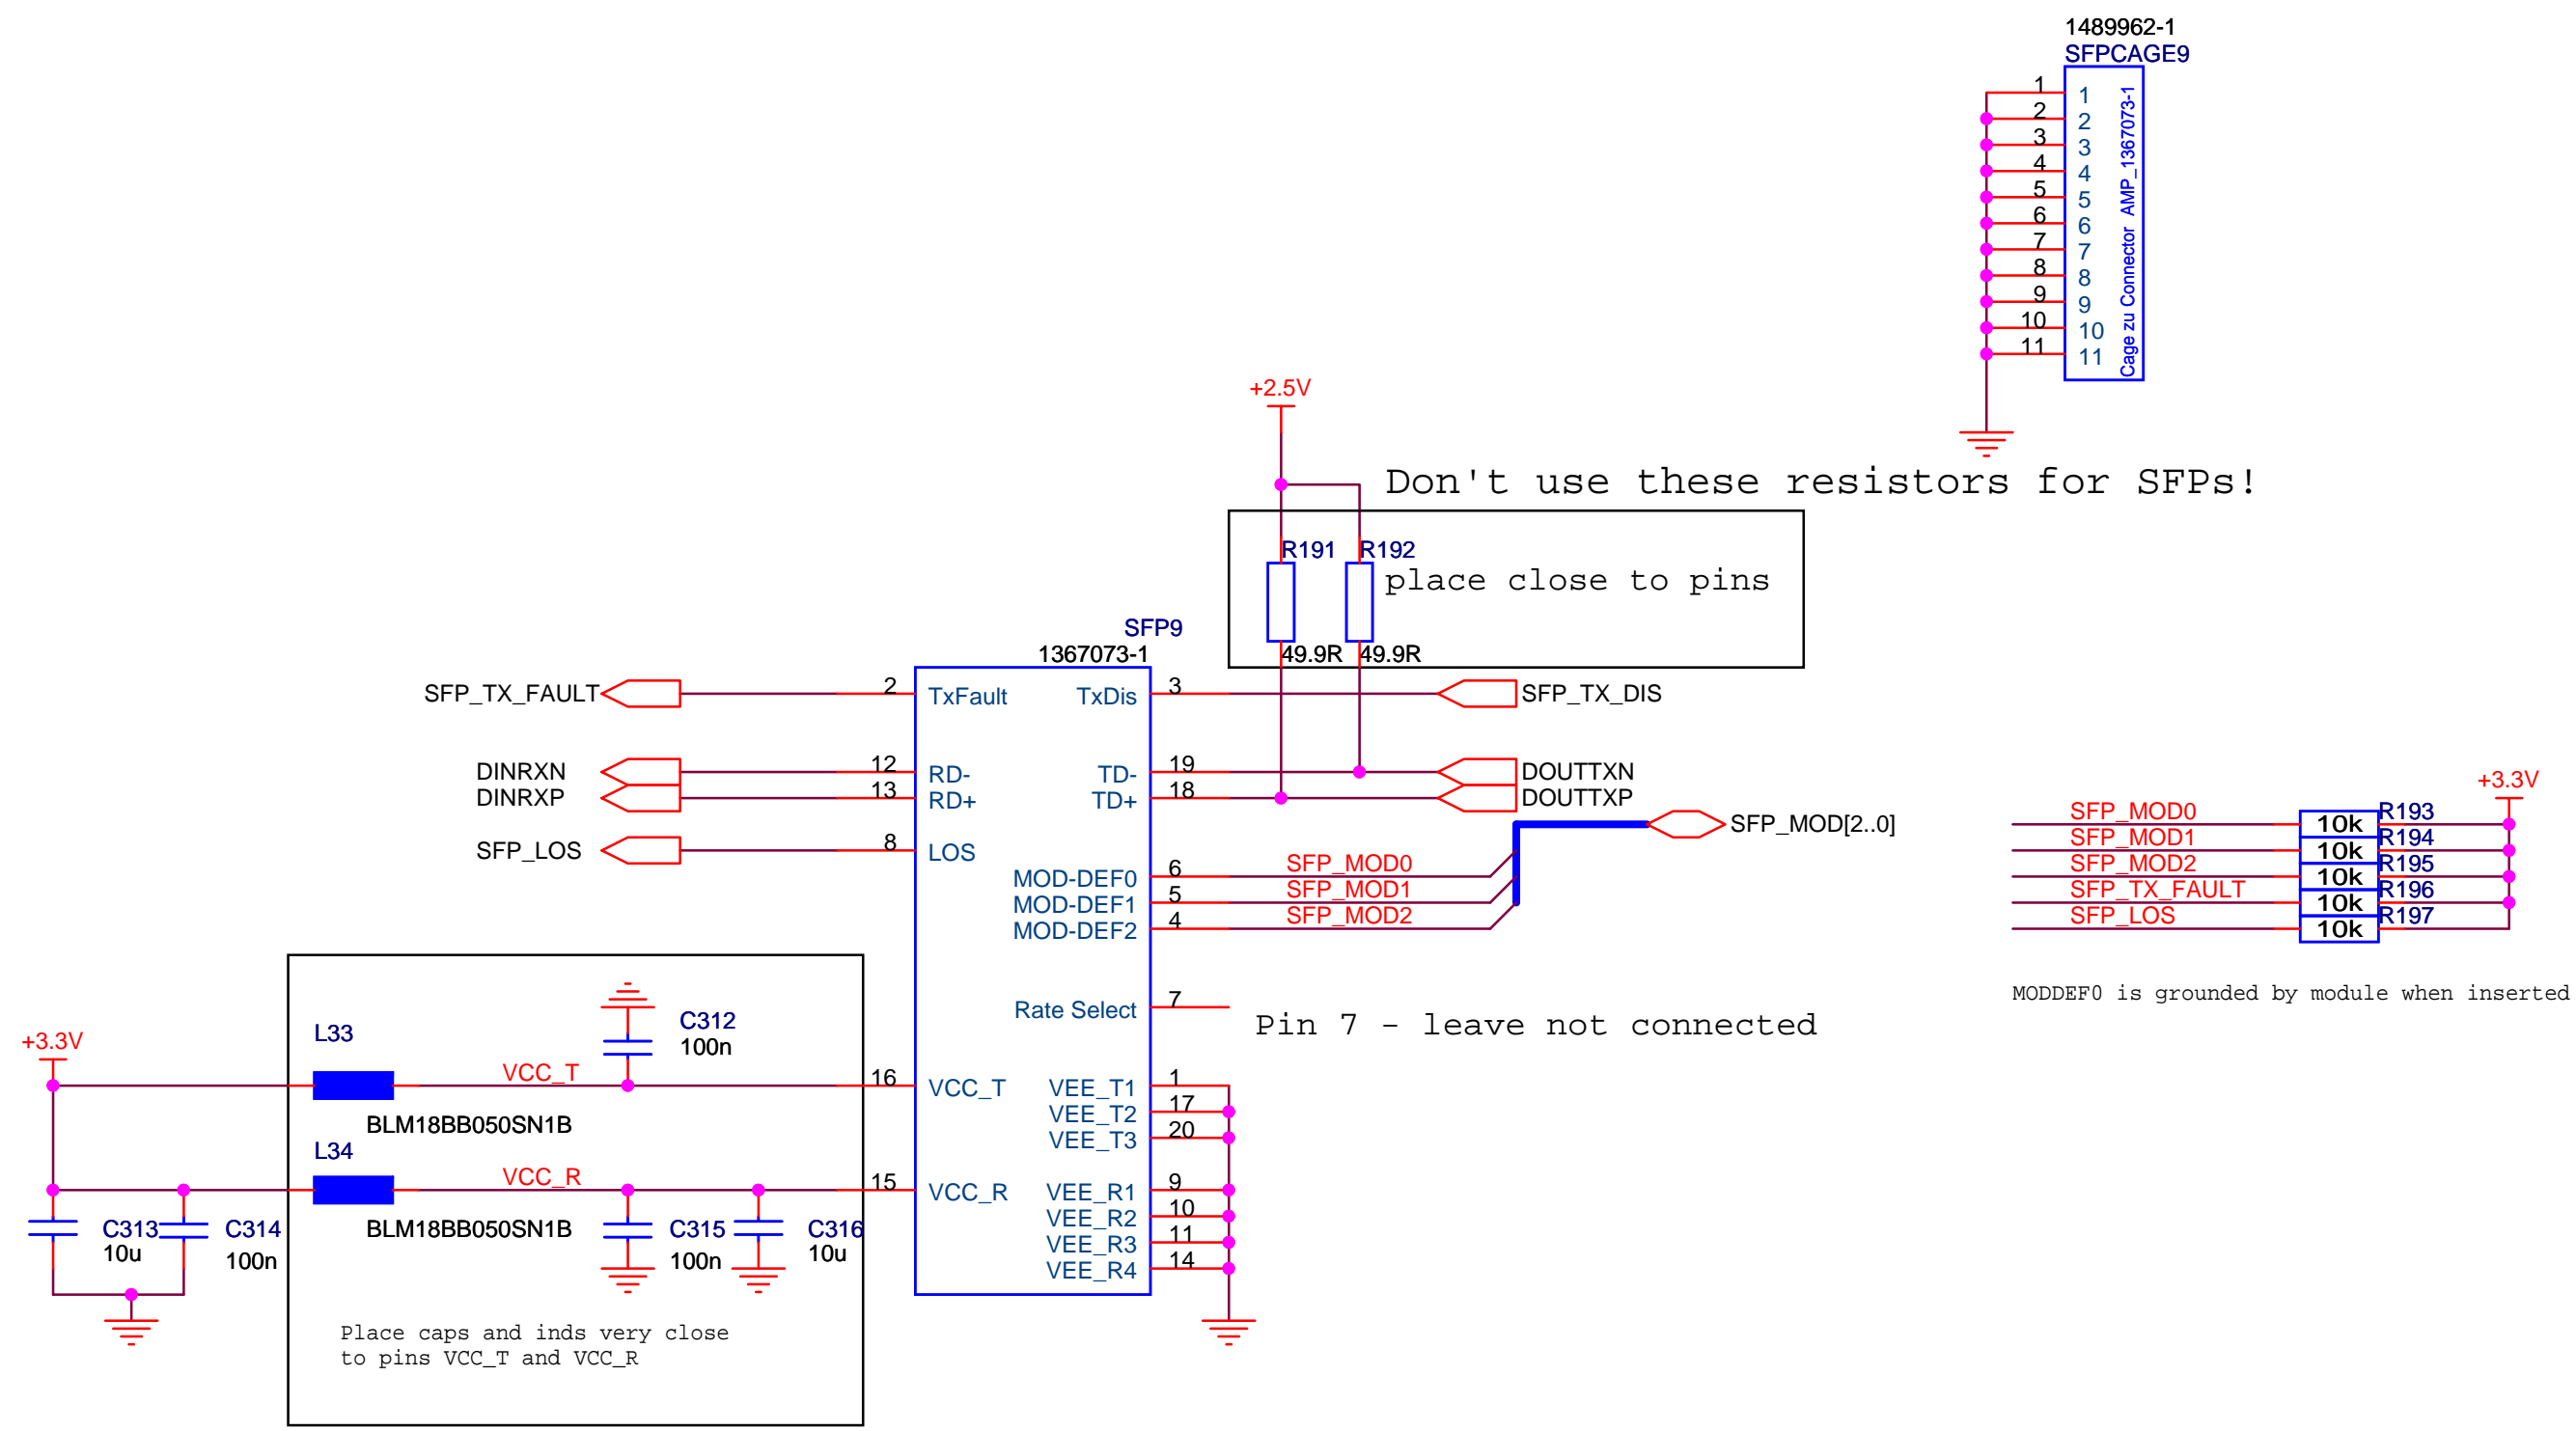 1489962-1
SFPCAGE9
1 1
2 2
3 3
4 4
5 5
6 6
7 7
8 8
9 9
10 10
11 11
Cage zu Connector AMP_1367073-1
+2.5V
Don't use these resistors for SFPs!
R191 R192
place close to pins
49.9R 49.9R
SFP9
1367073-1
SFP_TX_FAULT 2 TxFault TxDis 3 SFP_TX_DIS
DINRXN 12 RD- TD- 19 DOUTTXN
DINRXP 13 RD+ TD+ 18 DOUTTXP
SFP_MOD[2..0]
SFP_LOS 8 LOS
MOD-DEF0 6 SFP_MOD0
MOD-DEF1 5 SFP_MOD1
MOD-DEF2 4 SFP_MOD2
Rate Select 7
Pin 7 - leave not connected
+3.3V
SFP_MOD0 10k R193
SFP_MOD1 10k R194
SFP_MOD2 10k R195
SFP_TX_FAULT 10k R196
SFP_LOS 10k R197
MODDEF0 is grounded by module when inserted
+3.3V
L33
C312
100n
VCC_T 16 VCC_T
BLM18BB050SN1B
L34
VCC_R 15 VCC_R
BLM18BB050SN1B
C313
10u
C314
100n
C315
100n
C316
10u
VEE_T1 1
VEE_T2 17
VEE_T3 20
VEE_R1 9
VEE_R2 10
VEE_R3 11
VEE_R4 14
Place caps and inds very close
to pins VCC_T and VCC_R